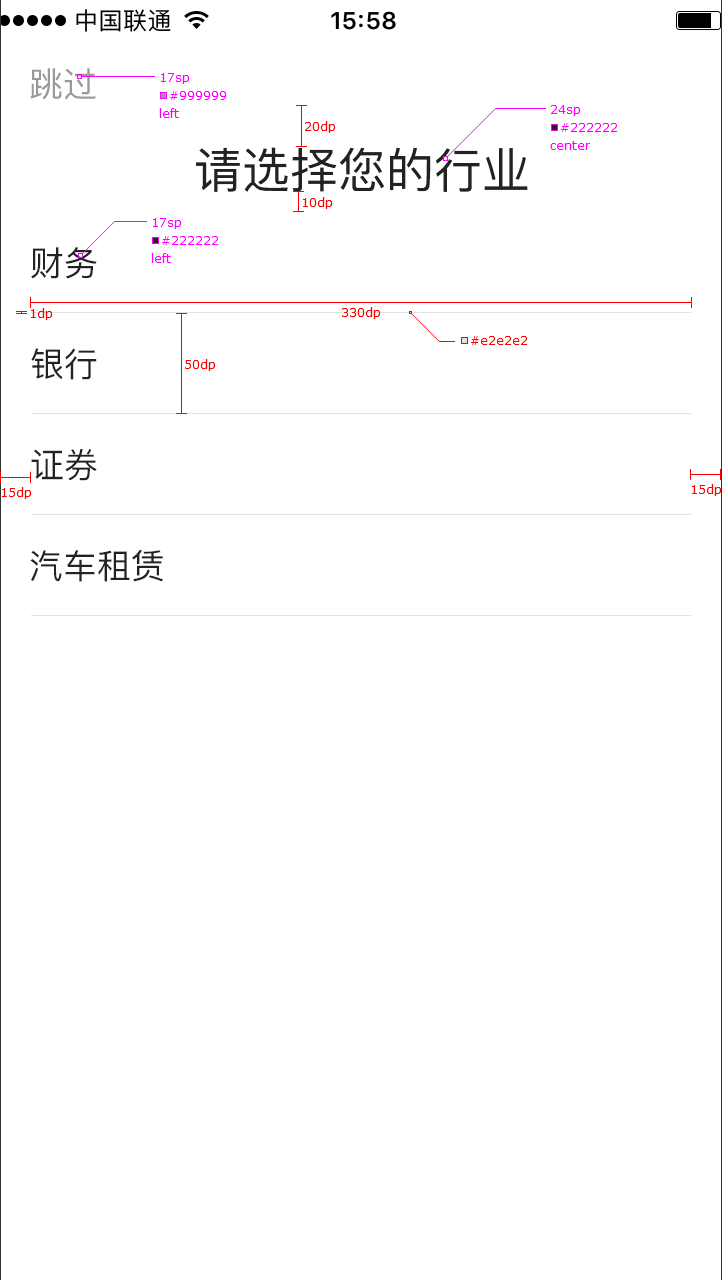 中国联通 15:58
跳过
17sp
#999999
left
20dp
24sp
#222222
center
请选择您的行业
10dp
17sp
#222222
left
财务
1dp
330dp
#e2e2e2
银行
50dp
证券
15dp
15dp
汽车租赁